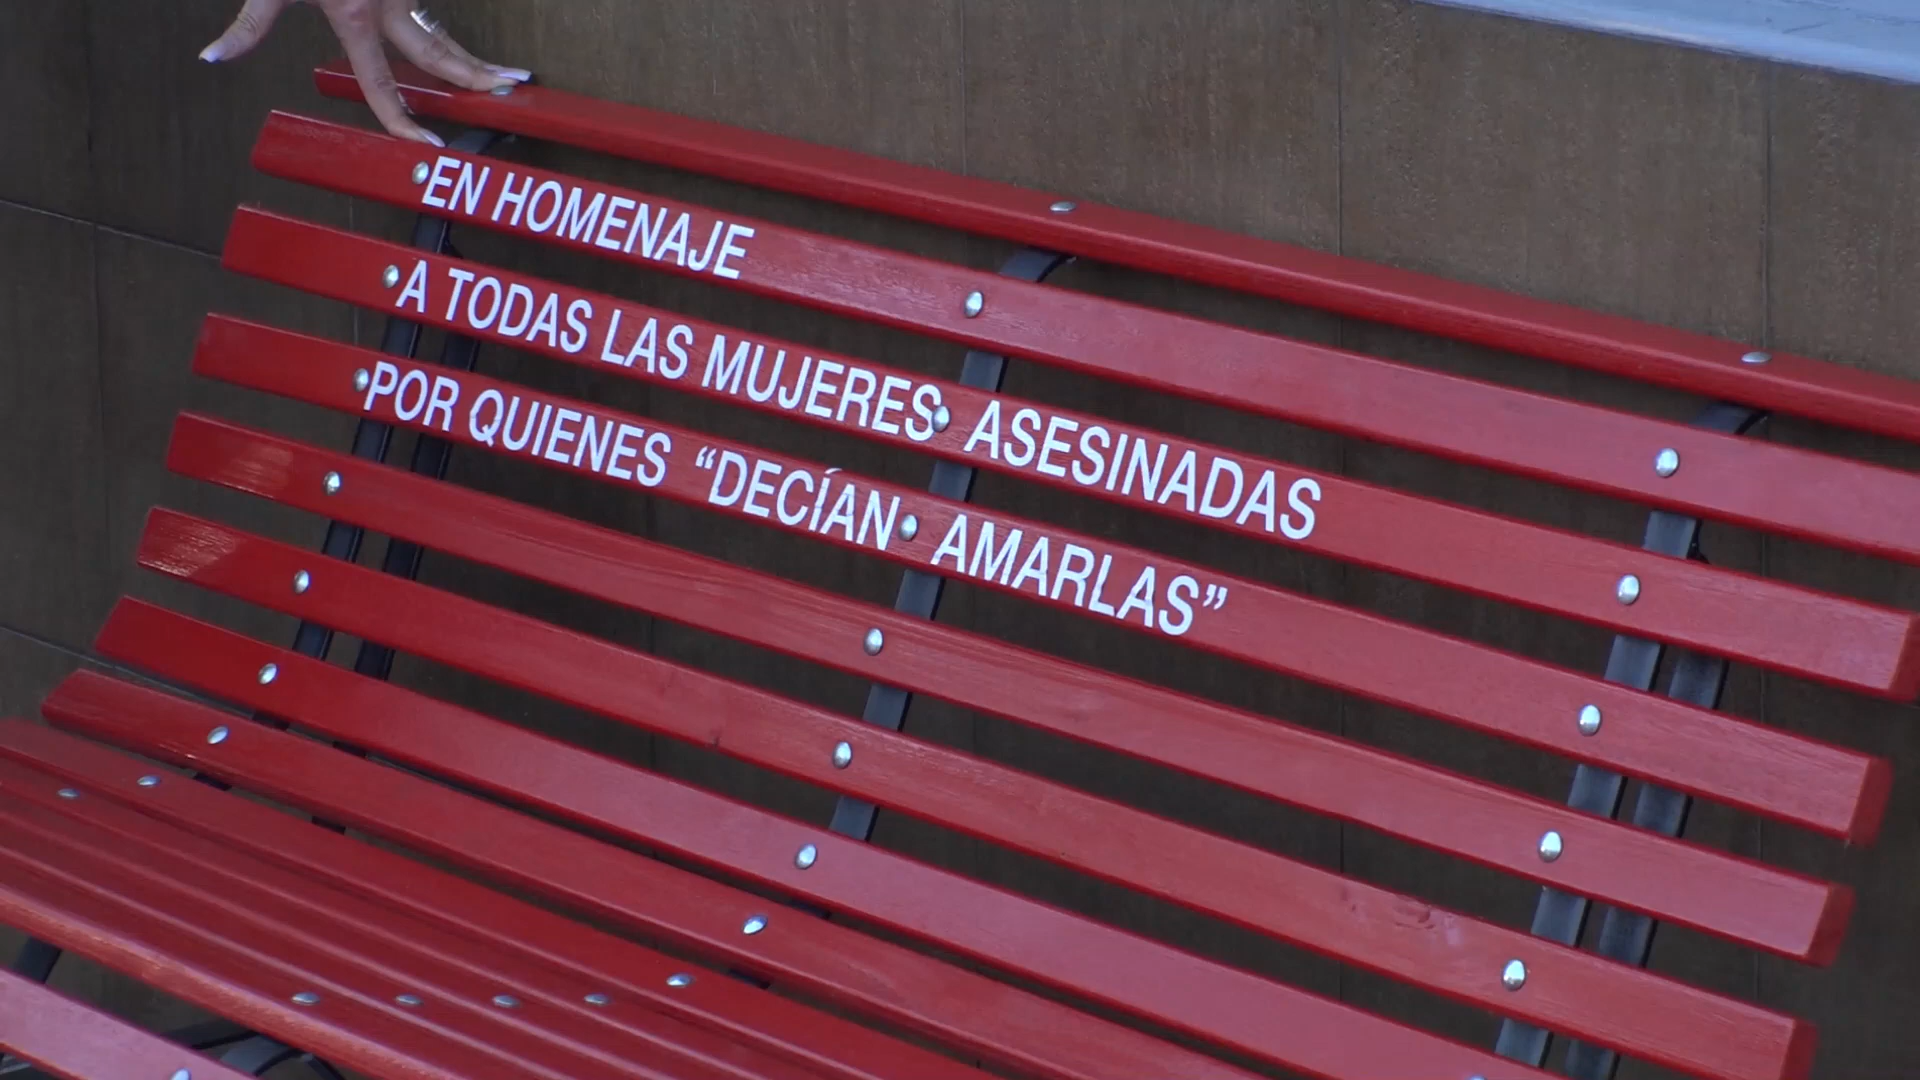 EN HOMENAJE
A TODAS LAS MUJERES ASESINADAS
POR QUIENES “DECÍAN AMARLAS”